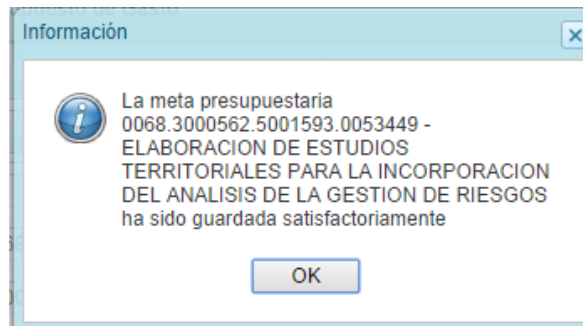 Información
La meta presupuestaria
0068.3000562.5001593.0053449 -
ELABORACION DE ESTUDIOS
TERRITORIALES PARA LA INCORPORACION
DEL ANALISIS DE LA GESTION DE RIESGOS
ha sido guardada satisfactoriamente
OK